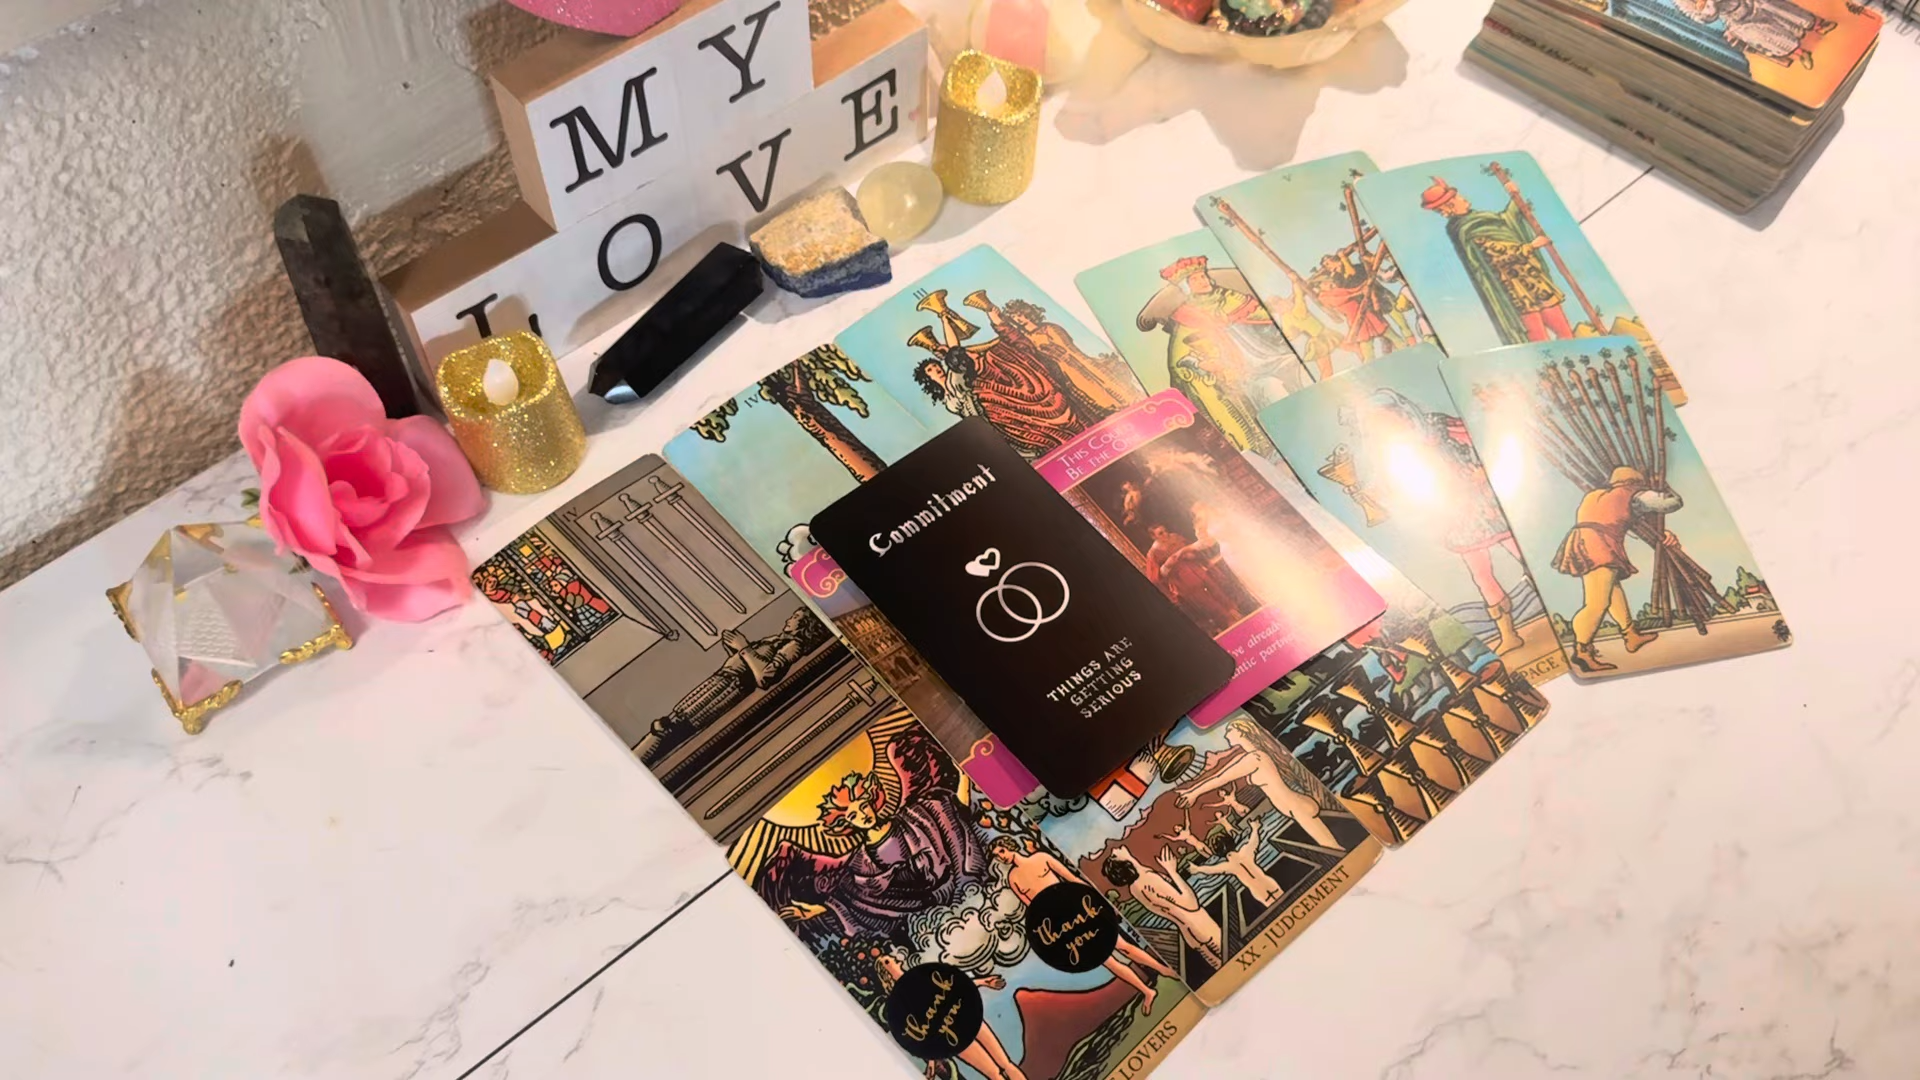 MY
LOVE
III
V
IV
X
IV
THIS COULD
BE THE ONE
Commitment
THINGS ARE
GETTING
SERIOUS
PAGE
XX - JUDGEMENT
thank
you
thank
you
LOVERS